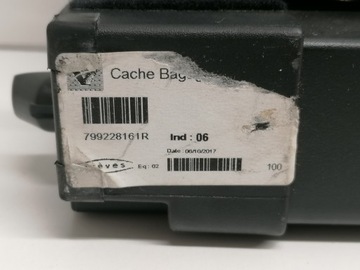 Cache Bag
799228161R
Ind : 06
Date : 06/10/2017
Eq : 02
100